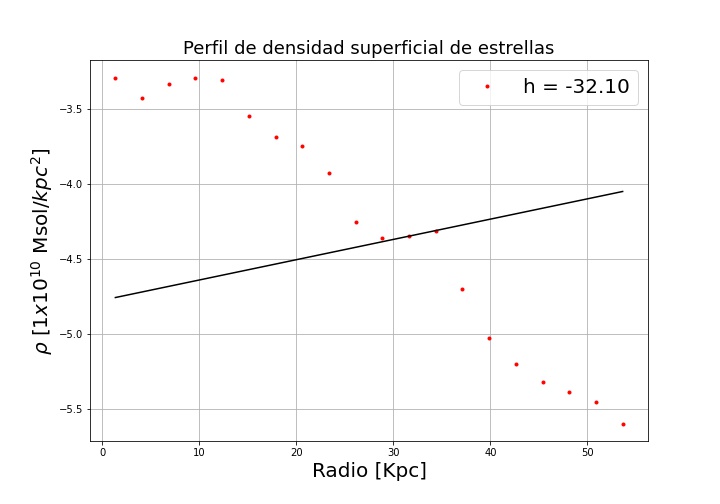 Perfil de densidad superficial de estrellas
h = -32.10
−3.5
−4.0
−4.5
−5.0
−5.5
ρ [1x10¹⁰ Msol/kpc²]
0 10 20 30 40 50
Radio [Kpc]